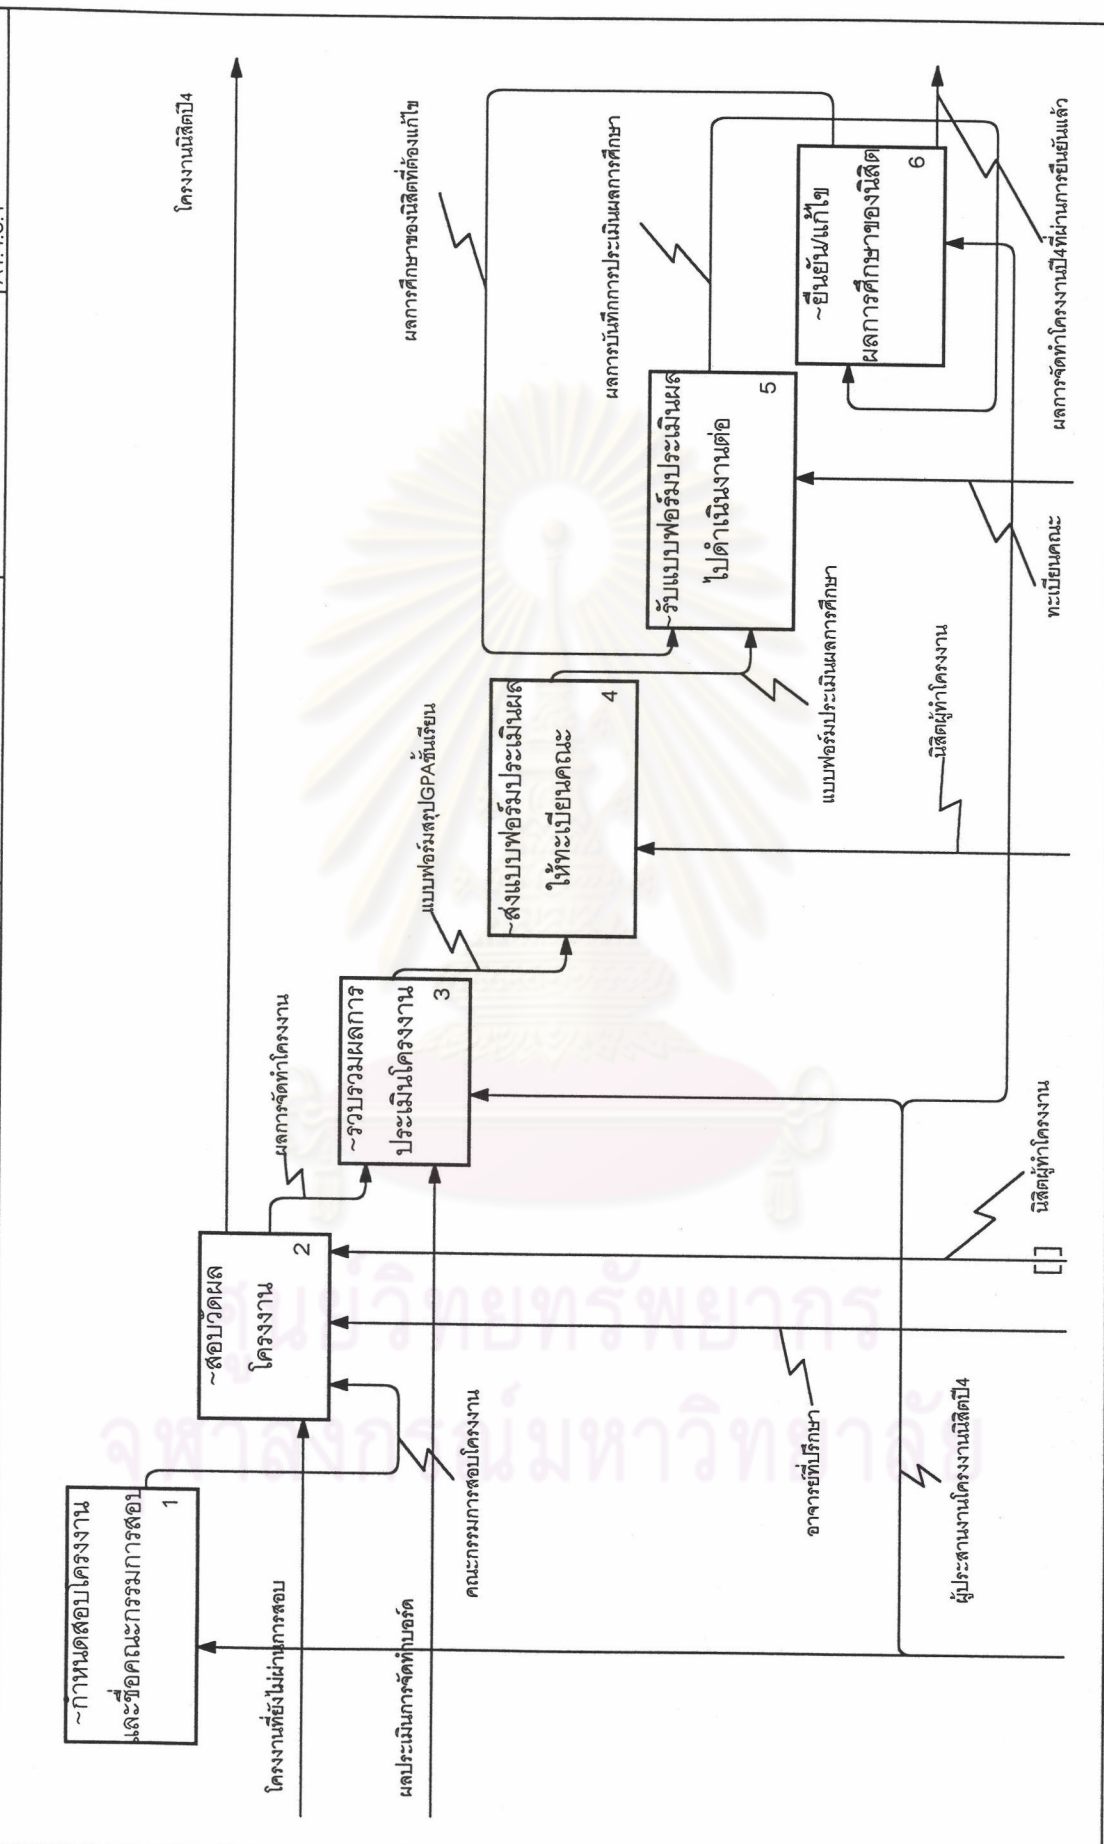 ~กำหนดสอบโครงงาน
และชื่อคณะกรรมการสอบ
1
~สอบวัดผล
โครงงาน
2
~รวบรวมผลการ
ประเมินโครงงาน
3
~ส่งแบบฟอร์มประเมินผล
ให้ทะเบียนคณะ
4
~รับแบบฟอร์มประเมินผล
ไปดำเนินงานต่อ
5
~ยืนยัน/แก้ไข
ผลการศึกษาของนิสิต
6
โครงงานนิสิตปี4
ผลการศึกษาของนิสิตที่ต้องแก้ไข
ผลการบันทึกการประเมินผลการศึกษา
ผลการจัดทำโครงงานปี4ที่ผ่านการยืนยันแล้ว
แบบฟอร์มสรุปGPAชั้นเรียน
แบบฟอร์มประเมินผลการศึกษา
ผลการจัดทำโครงงาน
โครงงานที่ยังไม่ผ่านการสอบ
ผลประเมินการจัดทำบอร์ด
คณะกรรมการสอบโครงงาน
อาจารย์ที่ปรึกษา
ผู้ประสานงานโครงงานนิสิตปี4
[ ]
นิสิตผู้ทำโครงงาน
นิสิตผู้ทำโครงงาน
ทะเบียนคณะ
ศูนย์วิทยทรัพยากร
จุฬาลงกรณ์มหาวิทยาลัย